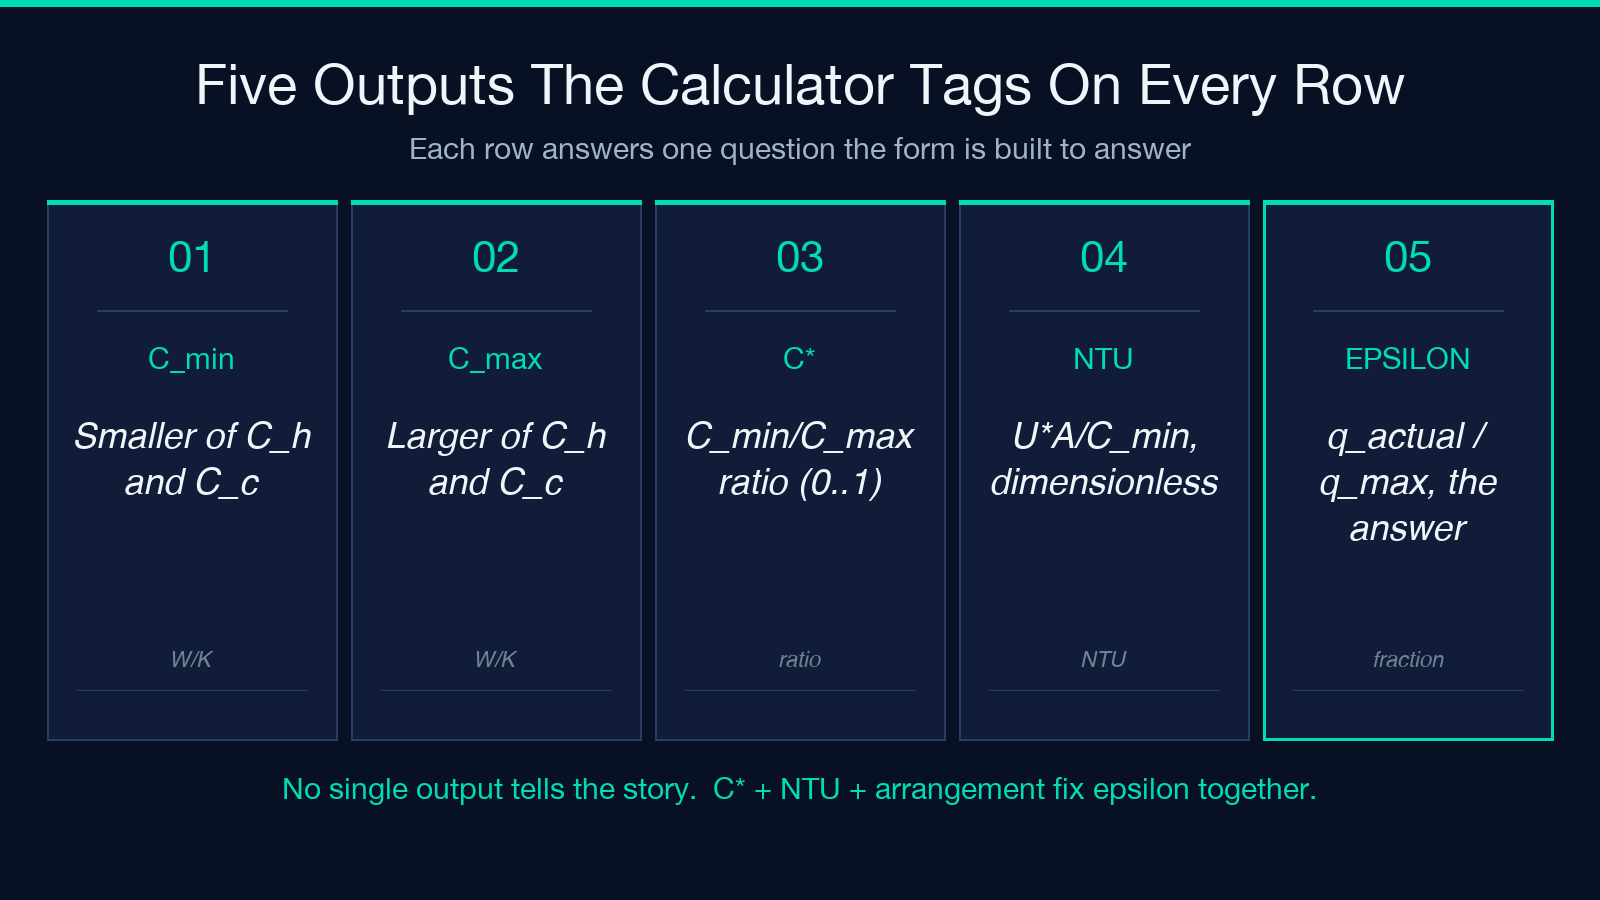 Five Outputs The Calculator Tags On Every Row
Each row answers one question the form is built to answer
01
C_min
Smaller of C_h
and C_c
W/K
02
C_max
Larger of C_h
and C_c
W/K
03
C*
C_min/C_max
ratio (0..1)
ratio
04
NTU
U*A/C_min,
dimensionless
NTU
05
EPSILON
q_actual /
q_max, the
answer
fraction
No single output tells the story.  C* + NTU + arrangement fix epsilon together.